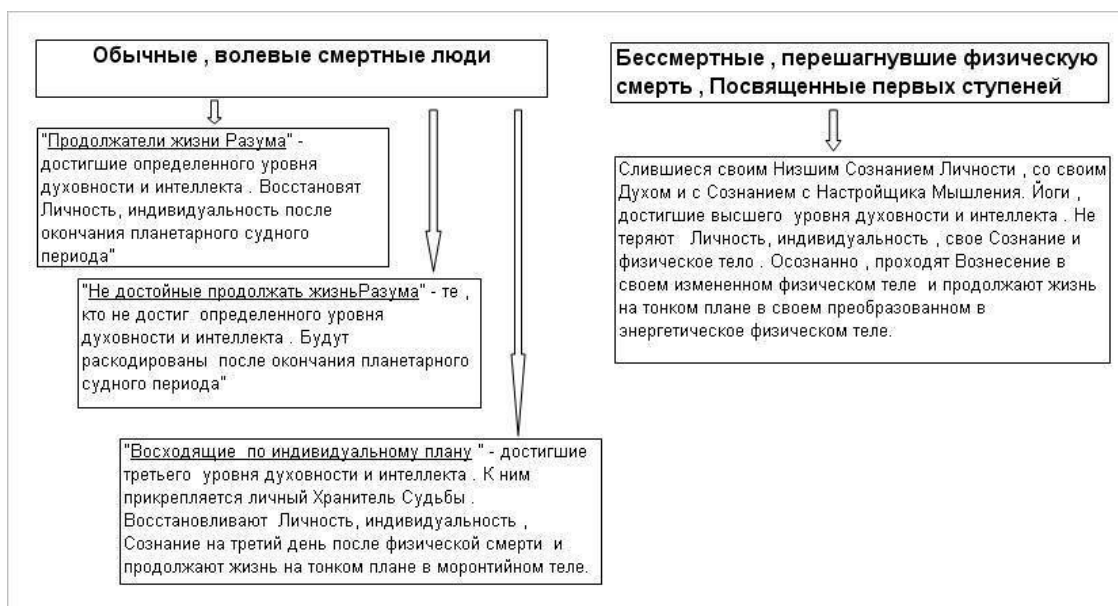 Обычные , волевые смертные люди
"Продолжатели жизни Разума" -
достигшие определенного уровня
духовности и интеллекта . Восстановят
Личность, индивидуальность после
окончания планетарного судного
периода"
"Не достойные продолжать жизньРазума" - те ,
кто не достиг определенного уровня
духовности и интеллекта . Будут
раскодированы после окончания планетарного
судного периода"
"Восходящие по индивидуальному плану " - достигшие
третьего уровня духовности и интеллекта . К ним
прикрепляется личный Хранитель Судьбы .
Восстановливают Личность, индивидуальность ,
Сознание на третий день после физической смерти и
продолжают жизнь на тонком плане в моронтийном теле.
Бессмертные , перешагнувшие физическую
смерть , Посвященные первых ступеней
Слившиеся своим Низшим Сознанием Личности , со своим
Духом и с Сознанием с Настройщика Мышления. Йоги ,
достигшие высшего уровня духовности и интеллекта . Не
теряют Личность, индивидуальность , свое Сознание и
физическое тело . Осознанно , проходят Вознесение в
своем измененном физическом теле и продолжают жизнь
на тонком плане в своем преобразованном в
энергетическое физическом теле.